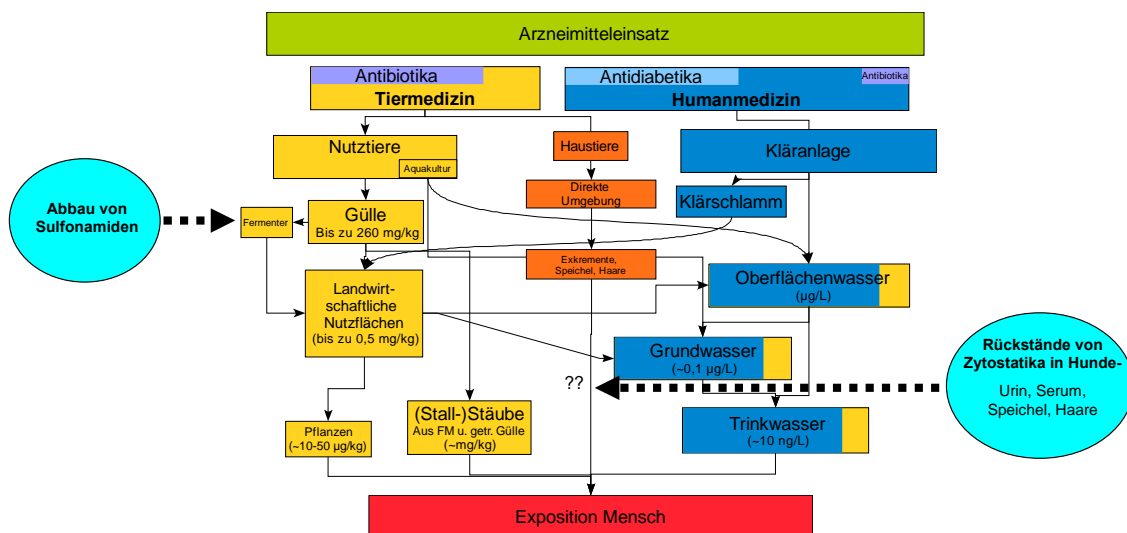 Arzneimitteleinsatz
Antibiotika
Tiermedizin
Antidiabetika
Antibiotika
Humanmedizin
Nutztiere
Aquakultur
Haustiere
Kläranlage
Direkte
Umgebung
Klärschlamm
Abbau von
Sulfonamiden
Fermenter
Gülle
Bis zu 260 mg/kg
Exkremente,
Speichel, Haare
Oberflächenwasser
(µg/L)
Landwirt-
schaftliche
Nutzflächen
(bis zu 0,5 mg/kg)
Grundwasser
(~0,1 µg/L)
??
Rückstände von
Zytostatika in Hunde-
Urin, Serum,
Speichel, Haare
Pflanzen
(~10-50 µg/kg)
(Stall-)Stäube
Aus FM u. getr. Gülle
(~mg/kg)
Trinkwasser
(~10 ng/L)
Exposition Mensch